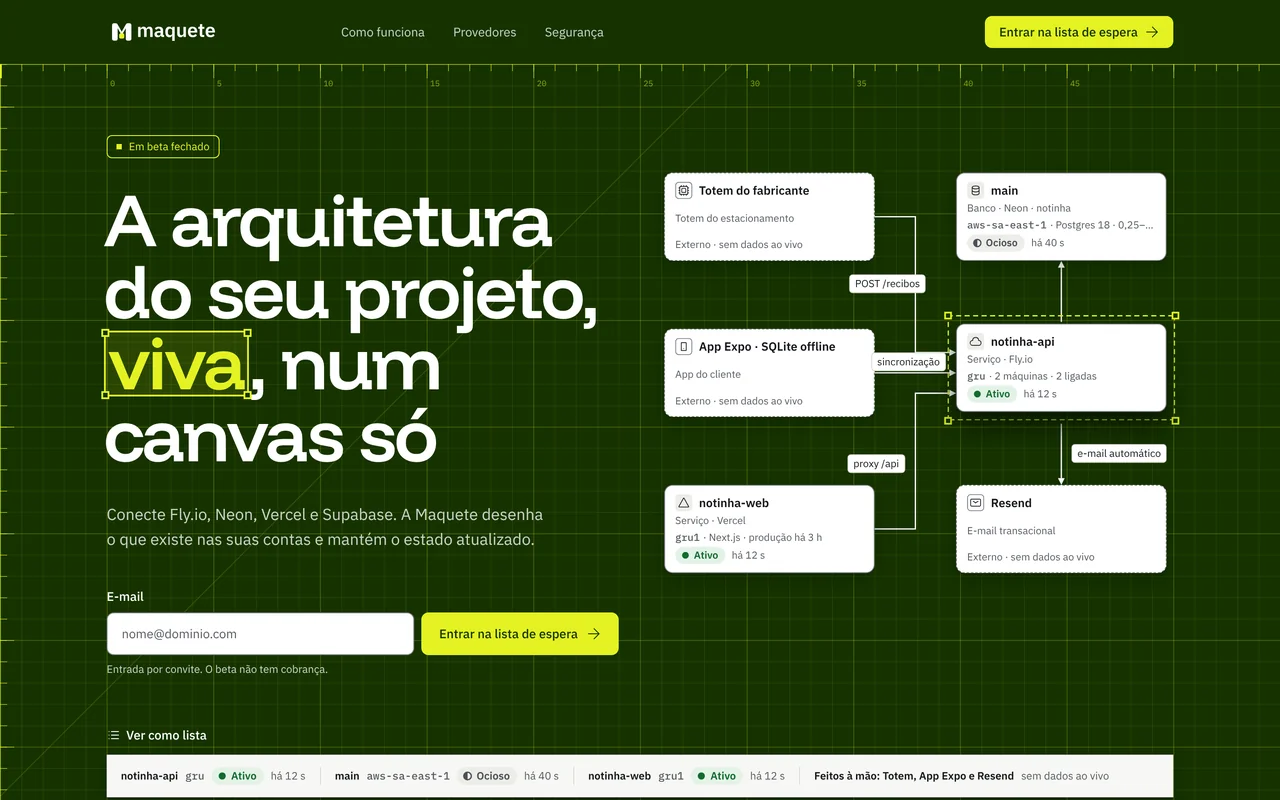 maquete
Como funciona
Provedores
Segurança
Entrar na lista de espera
0 5 10 15 20 25 30 35 40 45
Em beta fechado
A arquitetura
do seu projeto,
viva, num
canvas só
Conecte Fly.io, Neon, Vercel e Supabase. A Maquete desenha
o que existe nas suas contas e mantém o estado atualizado.
E-mail
nome@dominio.com
Entrar na lista de espera
Entrada por convite. O beta não tem cobrança.
Totem do fabricante
Totem do estacionamento
Externo · sem dados ao vivo
main
Banco · Neon · notinha
aws-sa-east-1 · Postgres 18 · 0,25–...
Ocioso há 40 s
POST /recibos
App Expo · SQLite offline
App do cliente
Externo · sem dados ao vivo
sincronização
notinha-api
Serviço · Fly.io
gru · 2 máquinas · 2 ligadas
Ativo há 12 s
proxy /api
e-mail automático
notinha-web
Serviço · Vercel
gru1 · Next.js · produção há 3 h
Ativo há 12 s
Resend
E-mail transacional
Externo · sem dados ao vivo
Ver como lista
notinha-api gru Ativo há 12 s main aws-sa-east-1 Ocioso há 40 s notinha-web gru1 Ativo há 12 s Feitos à mão: Totem, App Expo e Resend sem dados ao vivo